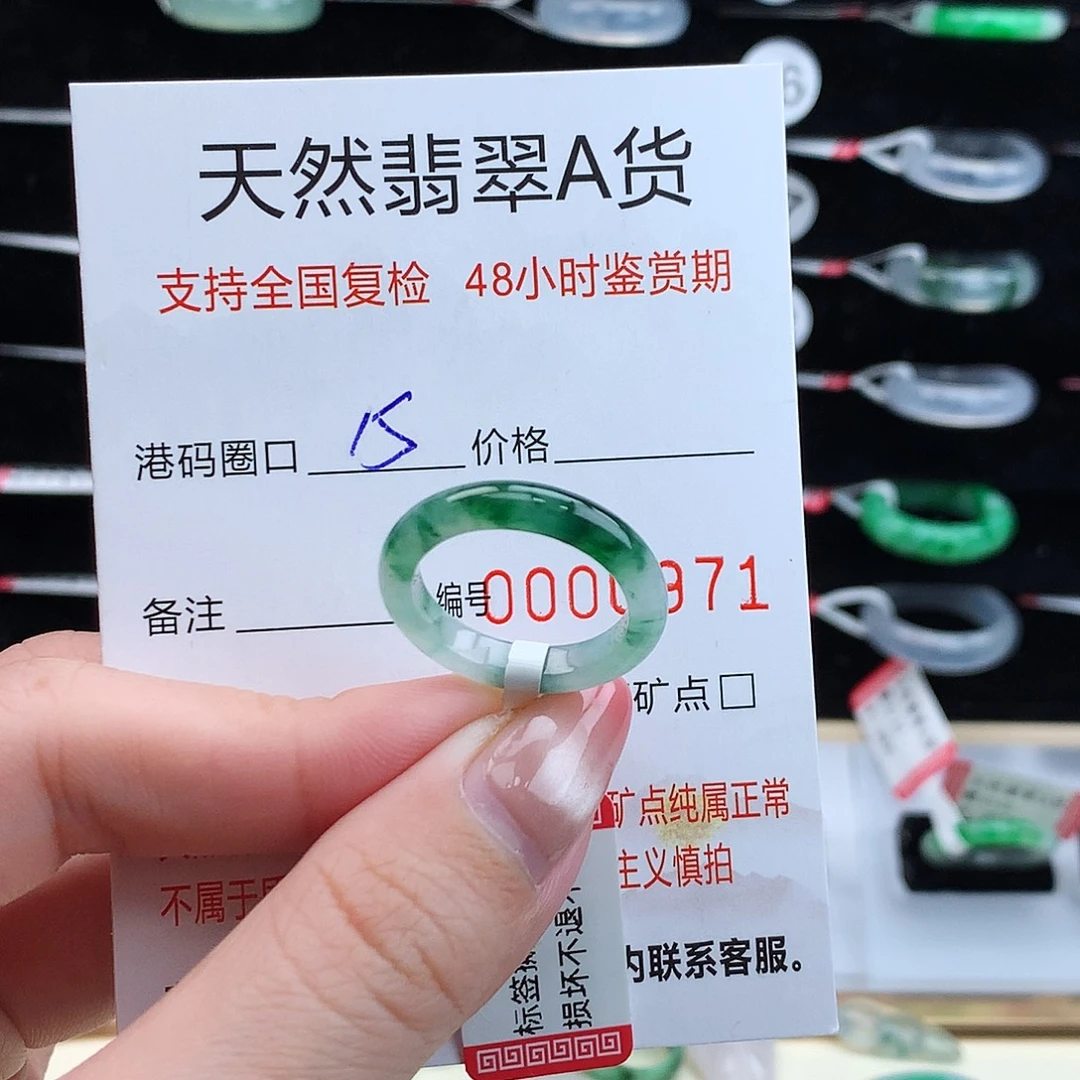 天然翡翠A货
支持全国复检 48小时鉴赏期
港码圈口 15 价格
备注 编号 971
矿点□
矿点纯属正常
不属于 主义慎拍
内联系客服。
标签
损坏不退
6